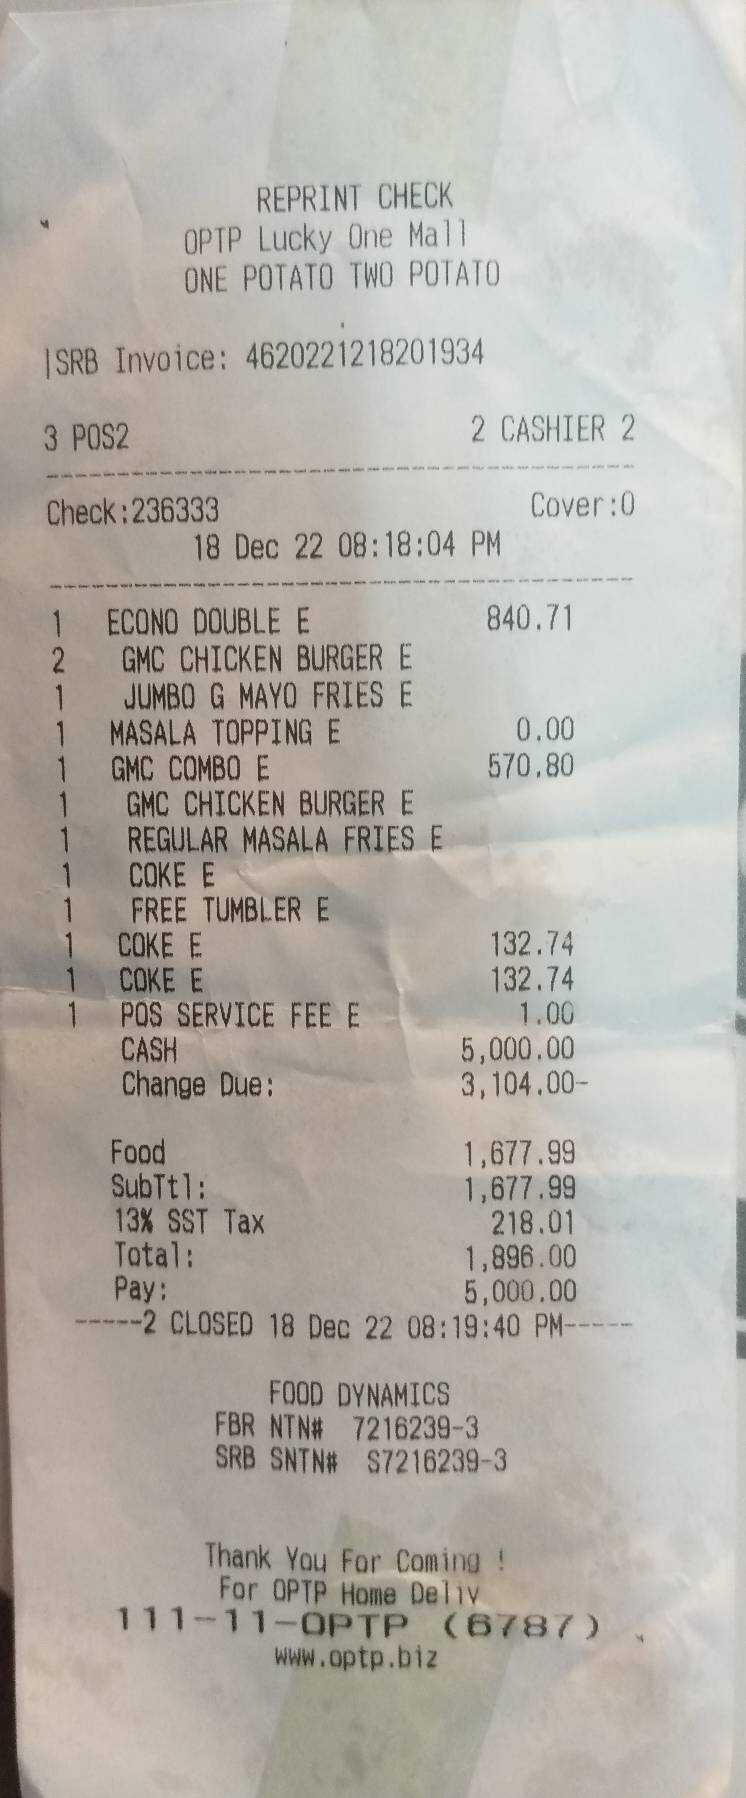 REPRINT CHECK
OPTP Lucky One Mall
ONE POTATO TWO POTATO
|SRB Invoice: 4620221218201934
3 POS2 2 CASHIER 2
--------------------------------
Check:236333 Cover:0
18 Dec 22 08:18:04 PM
--------------------------------
1 ECONO DOUBLE E 840.71
2 GMC CHICKEN BURGER E
1 JUMBO G MAYO FRIES E
1 MASALA TOPPING E 0.00
1 GMC COMBO E 570.80
1 GMC CHICKEN BURGER E
1 REGULAR MASALA FRIES E
1 COKE E
1 FREE TUMBLER E
1 COKE E 132.74
1 COKE E 132.74
1 POS SERVICE FEE E 1.00
CASH 5,000.00
Change Due: 3,104.00-
Food 1,677.99
SubTtl: 1,677.99
13% SST Tax 218.01
Total: 1,896.00
Pay: 5,000.00
-----2 CLOSED 18 Dec 22 08:19:40 PM-----
FOOD DYNAMICS
FBR NTN# 7216239-3
SRB SNTN# S7216239-3
Thank You For Coming !
For OPTP Home Deliv
111-11-OPTP (6787)
www.optp.biz